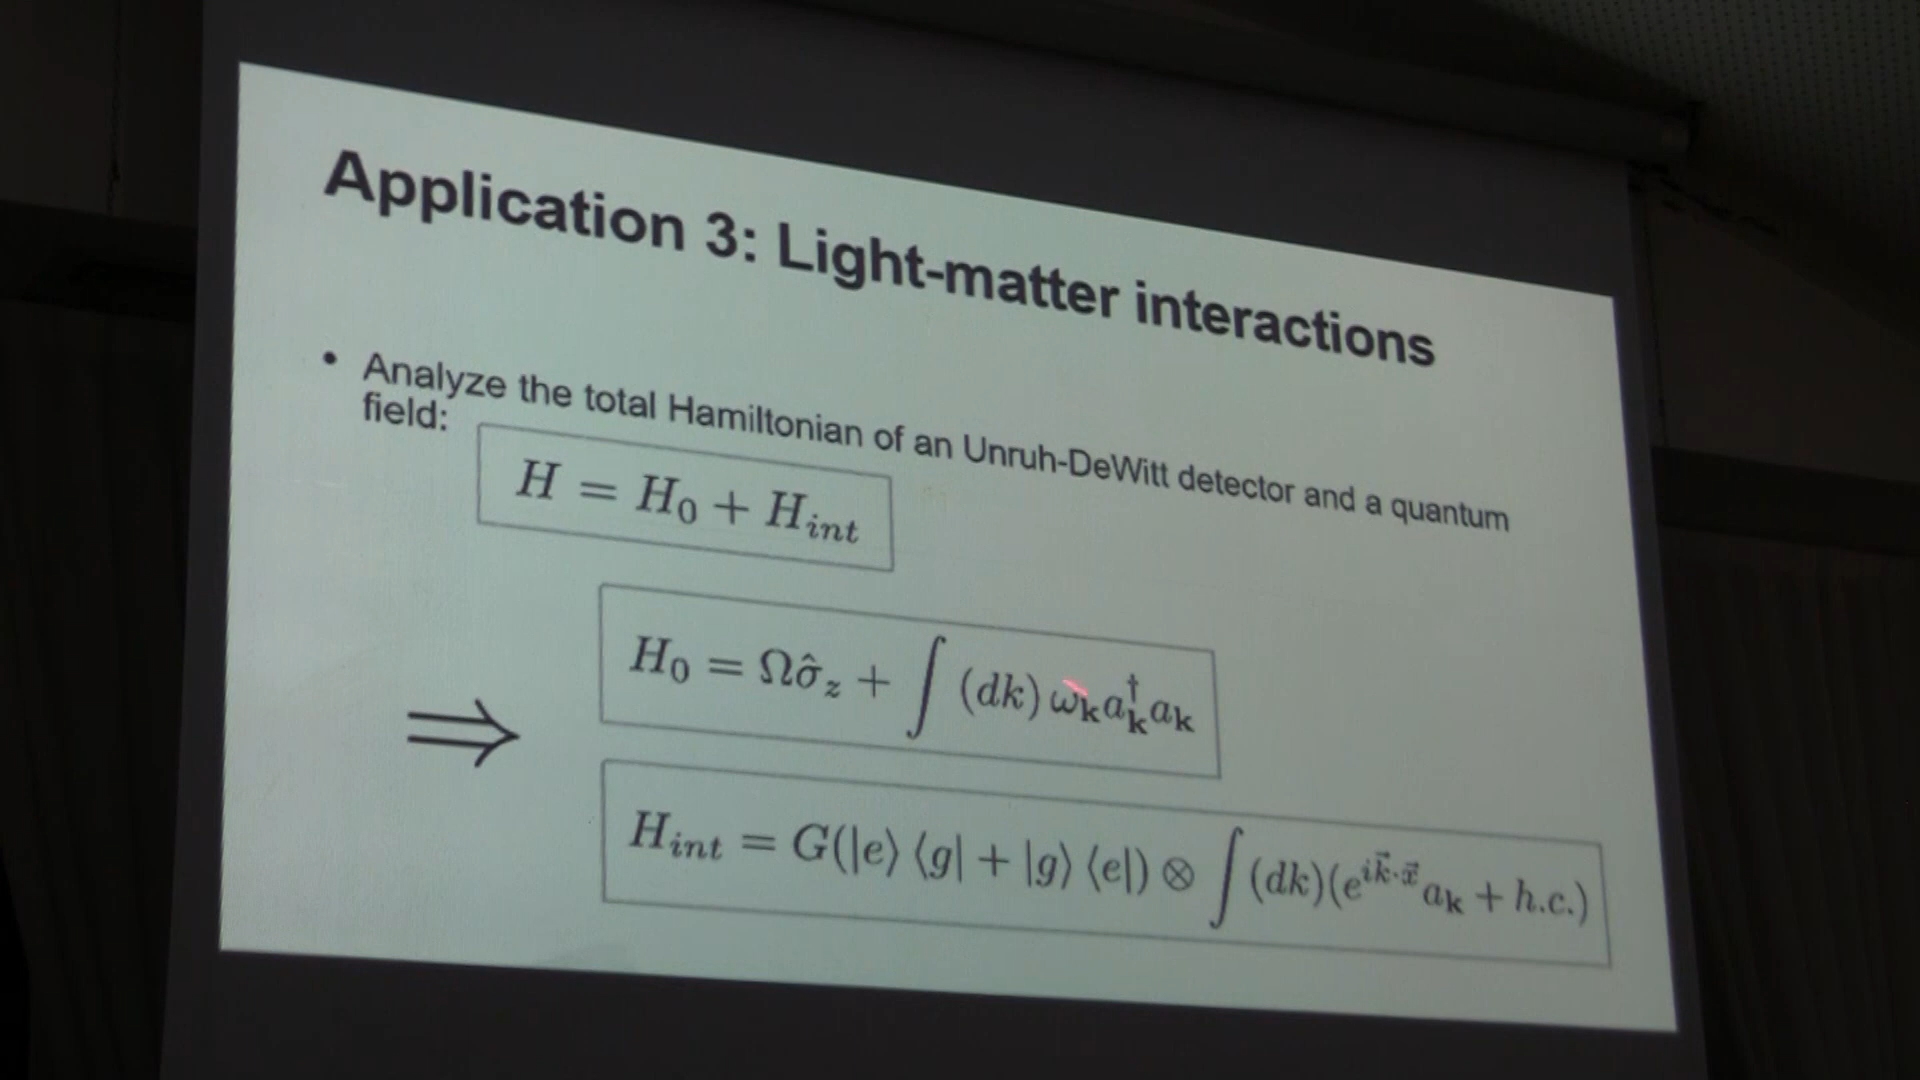 Application 3: Light-matter interactions
• Analyze the total Hamiltonian of an Unruh-DeWitt detector and a quantum
field:
H = H₀ + H_int
⇒
H₀ = Ωσ̂_z + ∫ (dk) ω_𝐤 a†_𝐤 a_𝐤
H_int = G(|e⟩ ⟨g| + |g⟩ ⟨e|) ⊗ ∫ (dk)(e^{ik⃗·x⃗} a_𝐤 + h.c.)